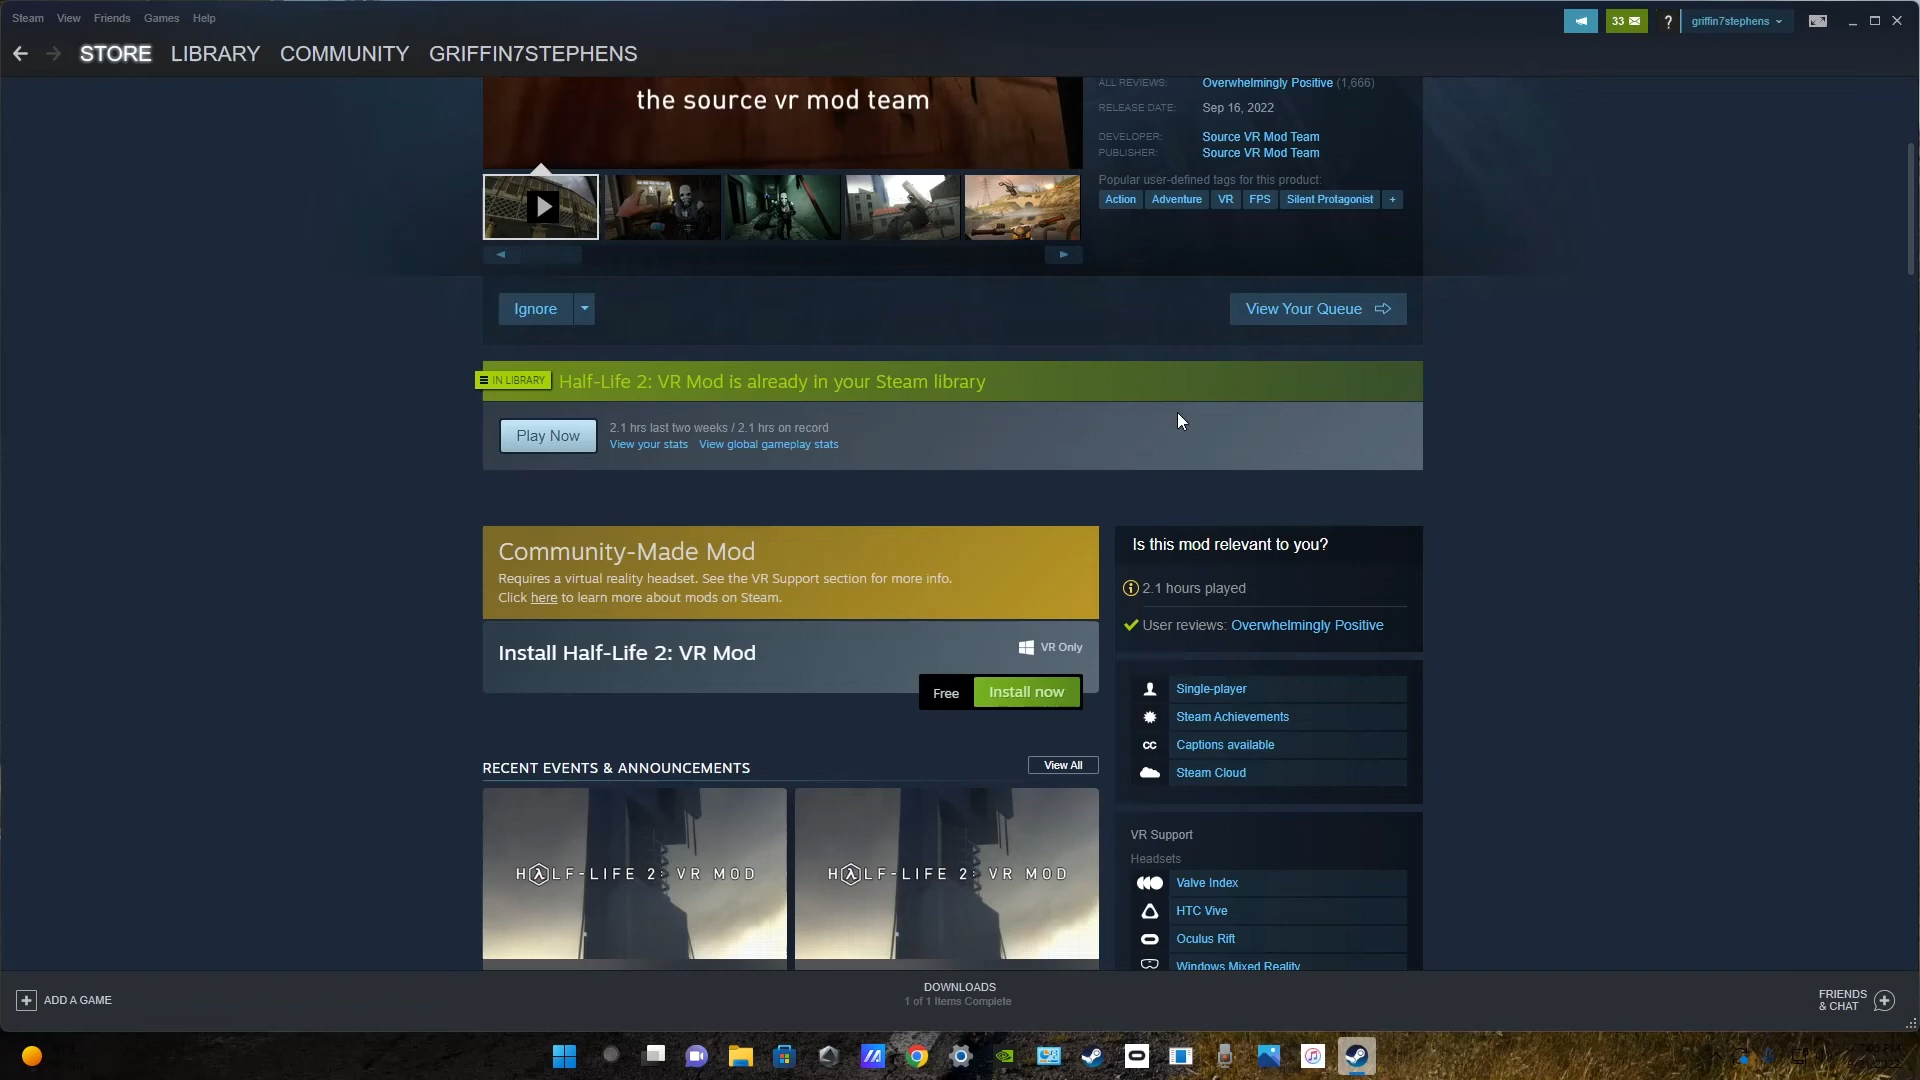 Steam View Friends Games Help
33 ? griffin7stephens
STORE LIBRARY COMMUNITY GRIFFIN7STEPHENS
the source vr mod team
ALL REVIEWS: Overwhelmingly Positive (1,666)
RELEASE DATE: Sep 16, 2022
DEVELOPER: Source VR Mod Team
PUBLISHER: Source VR Mod Team
Popular user-defined tags for this product:
Action Adventure VR FPS Silent Protagonist +
Ignore View Your Queue
IN LIBRARY Half-Life 2: VR Mod is already in your Steam library
Play Now 2.1 hrs last two weeks / 2.1 hrs on record
View your stats View global gameplay stats
Community-Made Mod
Requires a virtual reality headset. See the VR Support section for more info.
Click here to learn more about mods on Steam.
Install Half-Life 2: VR Mod VR Only
Free Install now
Is this mod relevant to you?
2.1 hours played
User reviews: Overwhelmingly Positive
Single-player
Steam Achievements
CC Captions available
Steam Cloud
RECENT EVENTS & ANNOUNCEMENTS View All
HλLF-LIFE 2: VR MOD
HλLF-LIFE 2: VR MOD
VR Support
Headsets
Valve Index
HTC Vive
Oculus Rift
Windows Mixed Reality
+ ADD A GAME
DOWNLOADS
1 of 1 Items Complete
FRIENDS
& CHAT